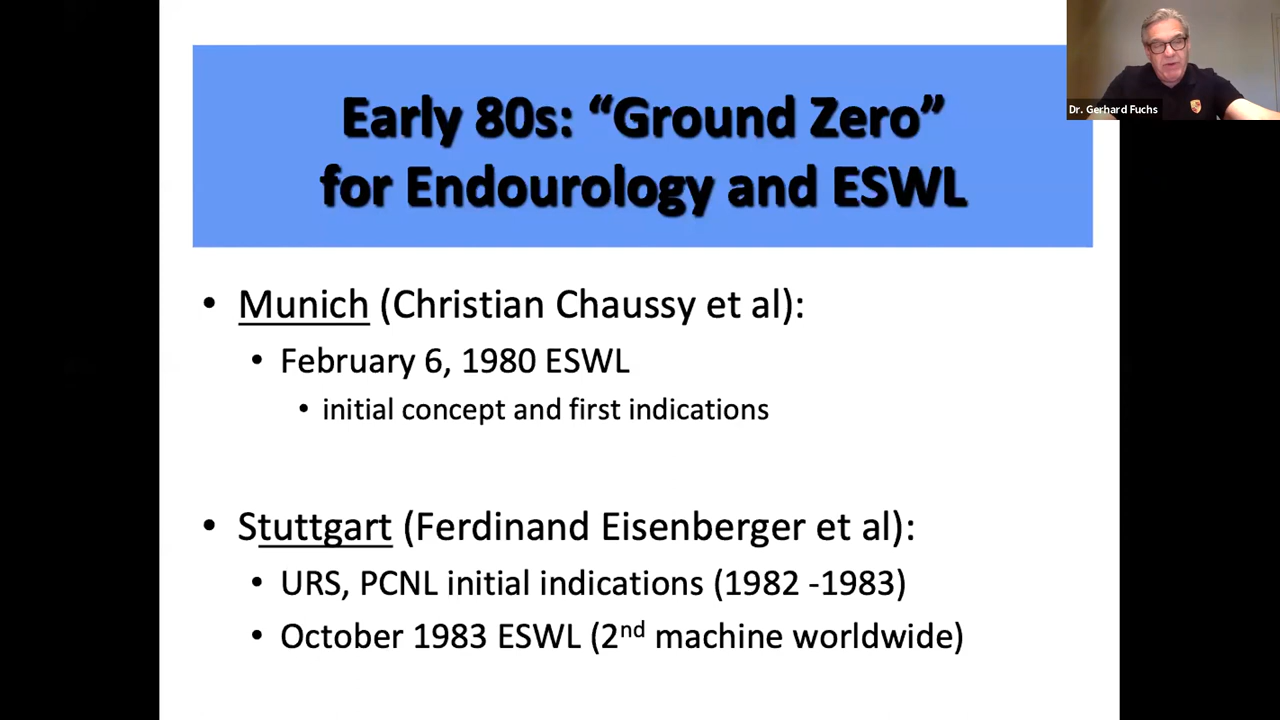 Early 80s: “Ground Zero”
for Endourology and ESWL
• Munich (Christian Chaussy et al):
• February 6, 1980 ESWL
• initial concept and first indications
• Stuttgart (Ferdinand Eisenberger et al):
• URS, PCNL initial indications (1982 -1983)
• October 1983 ESWL (2nd machine worldwide)
Dr. Gerhard Fuchs